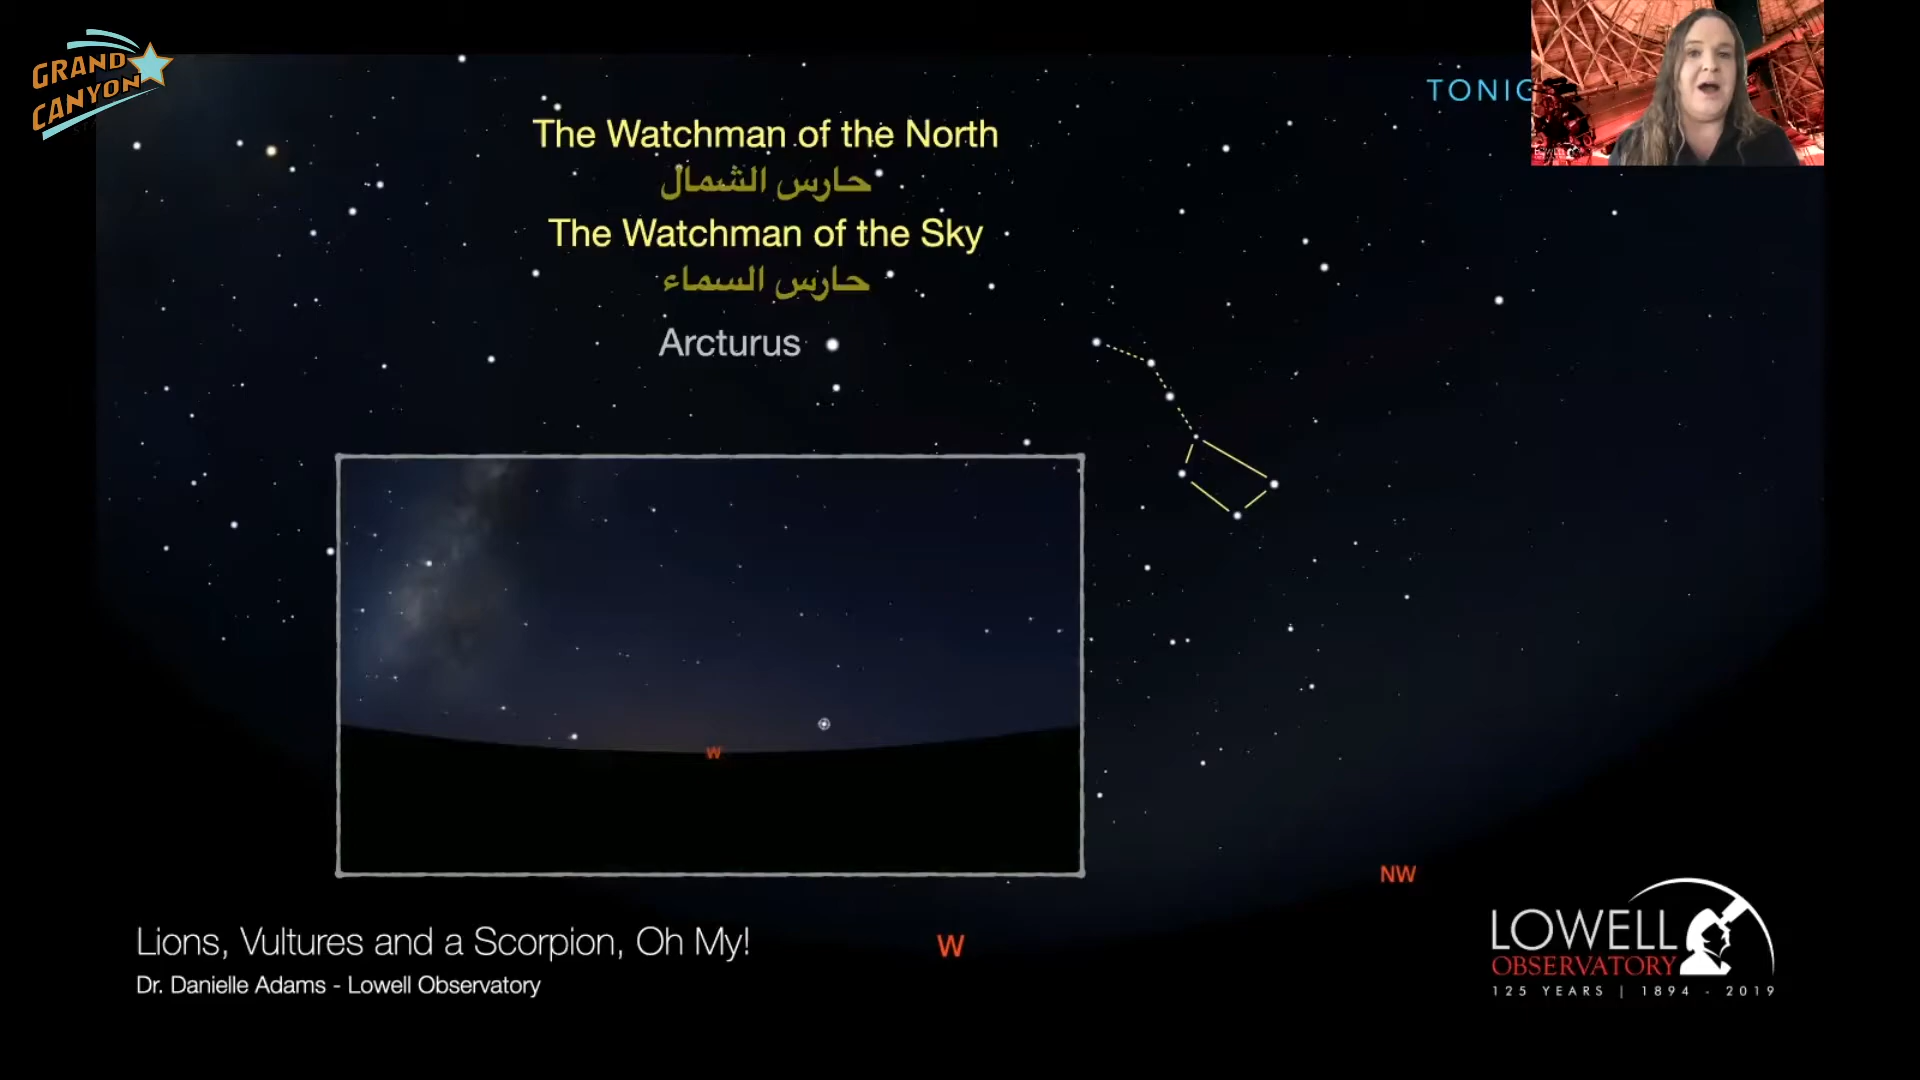 GRAND
CANYON
TONIG
The Watchman of the North
حارس الشمال
The Watchman of the Sky
حارس السماء
Arcturus
W
NW
W
Lions, Vultures and a Scorpion, Oh My!
Dr. Danielle Adams - Lowell Observatory
LOWELL
OBSERVATORY
125 YEARS | 1894 - 2019